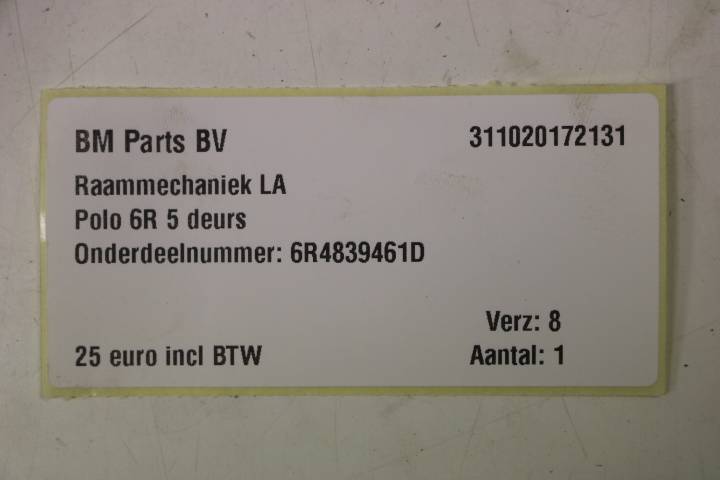 BM Parts BV 311020172131
Raammechaniek LA
Polo 6R 5 deurs
Onderdeelnummer: 6R4839461D
Verz: 8
25 euro incl BTW Aantal: 1